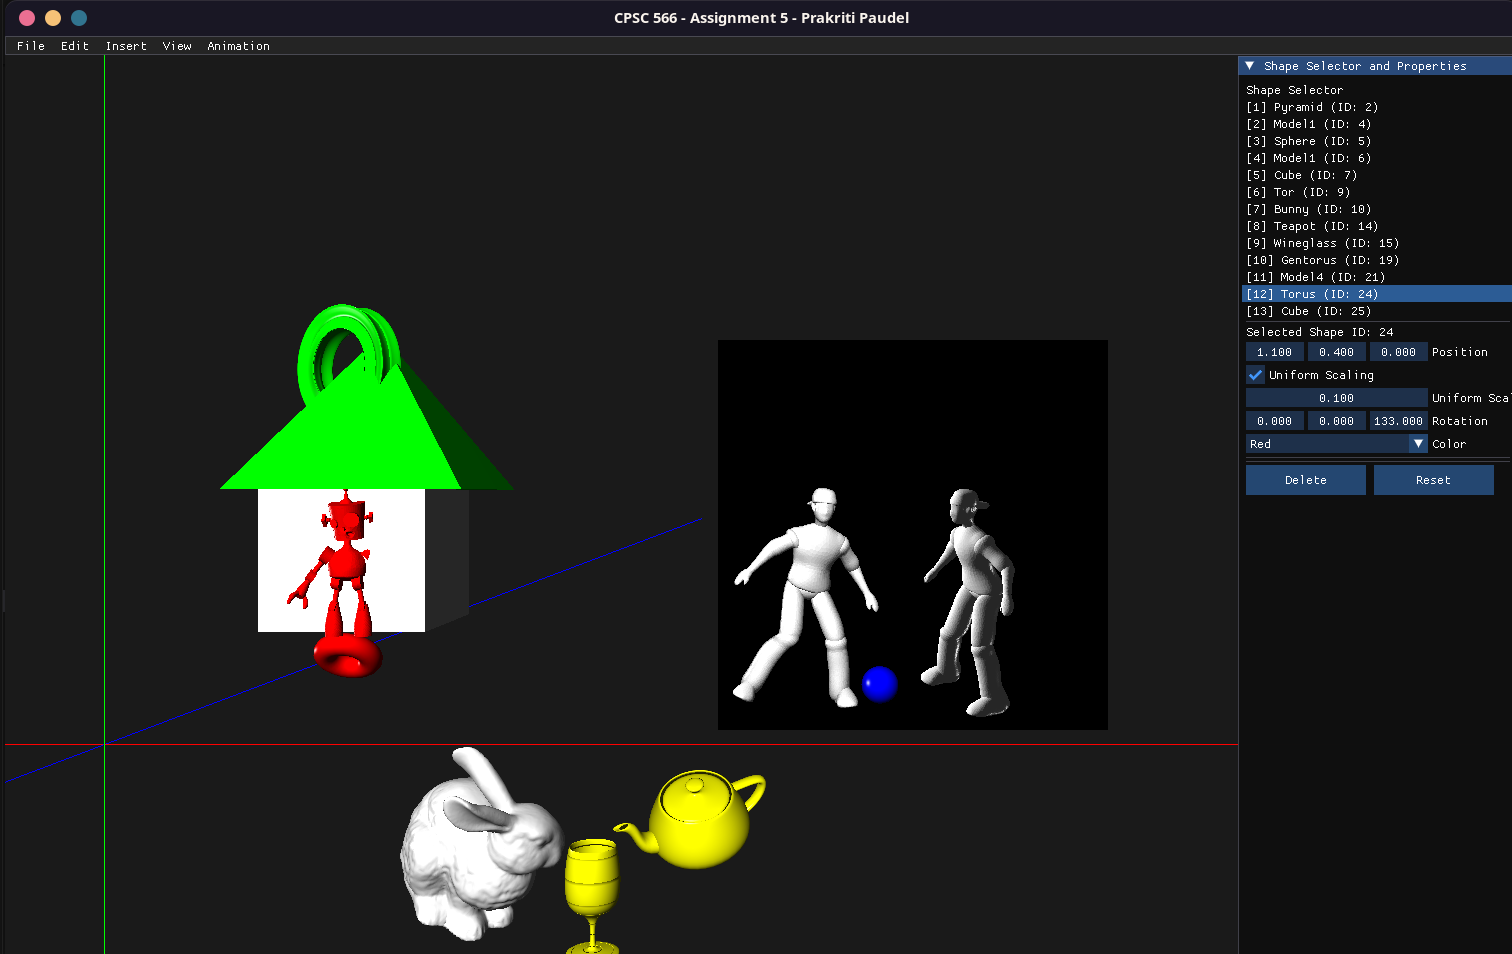 CPSC 566 - Assignment 5 - Prakriti Paudel
File Edit Insert View Animation
Shape Selector and Properties
Shape Selector
[1] Pyramid (ID: 2)
[2] Model1 (ID: 4)
[3] Sphere (ID: 5)
[4] Model1 (ID: 6)
[5] Cube (ID: 7)
[6] Tor (ID: 9)
[7] Bunny (ID: 10)
[8] Teapot (ID: 14)
[9] Wineglass (ID: 15)
[10] Gentorus (ID: 19)
[11] Model4 (ID: 21)
[12] Torus (ID: 24)
[13] Cube (ID: 25)
Selected Shape ID: 24
1.100 0.400 0.000 Position
Uniform Scaling
0.100 Uniform Scal
0.000 0.000 133.000 Rotation
Red Color
Delete Reset